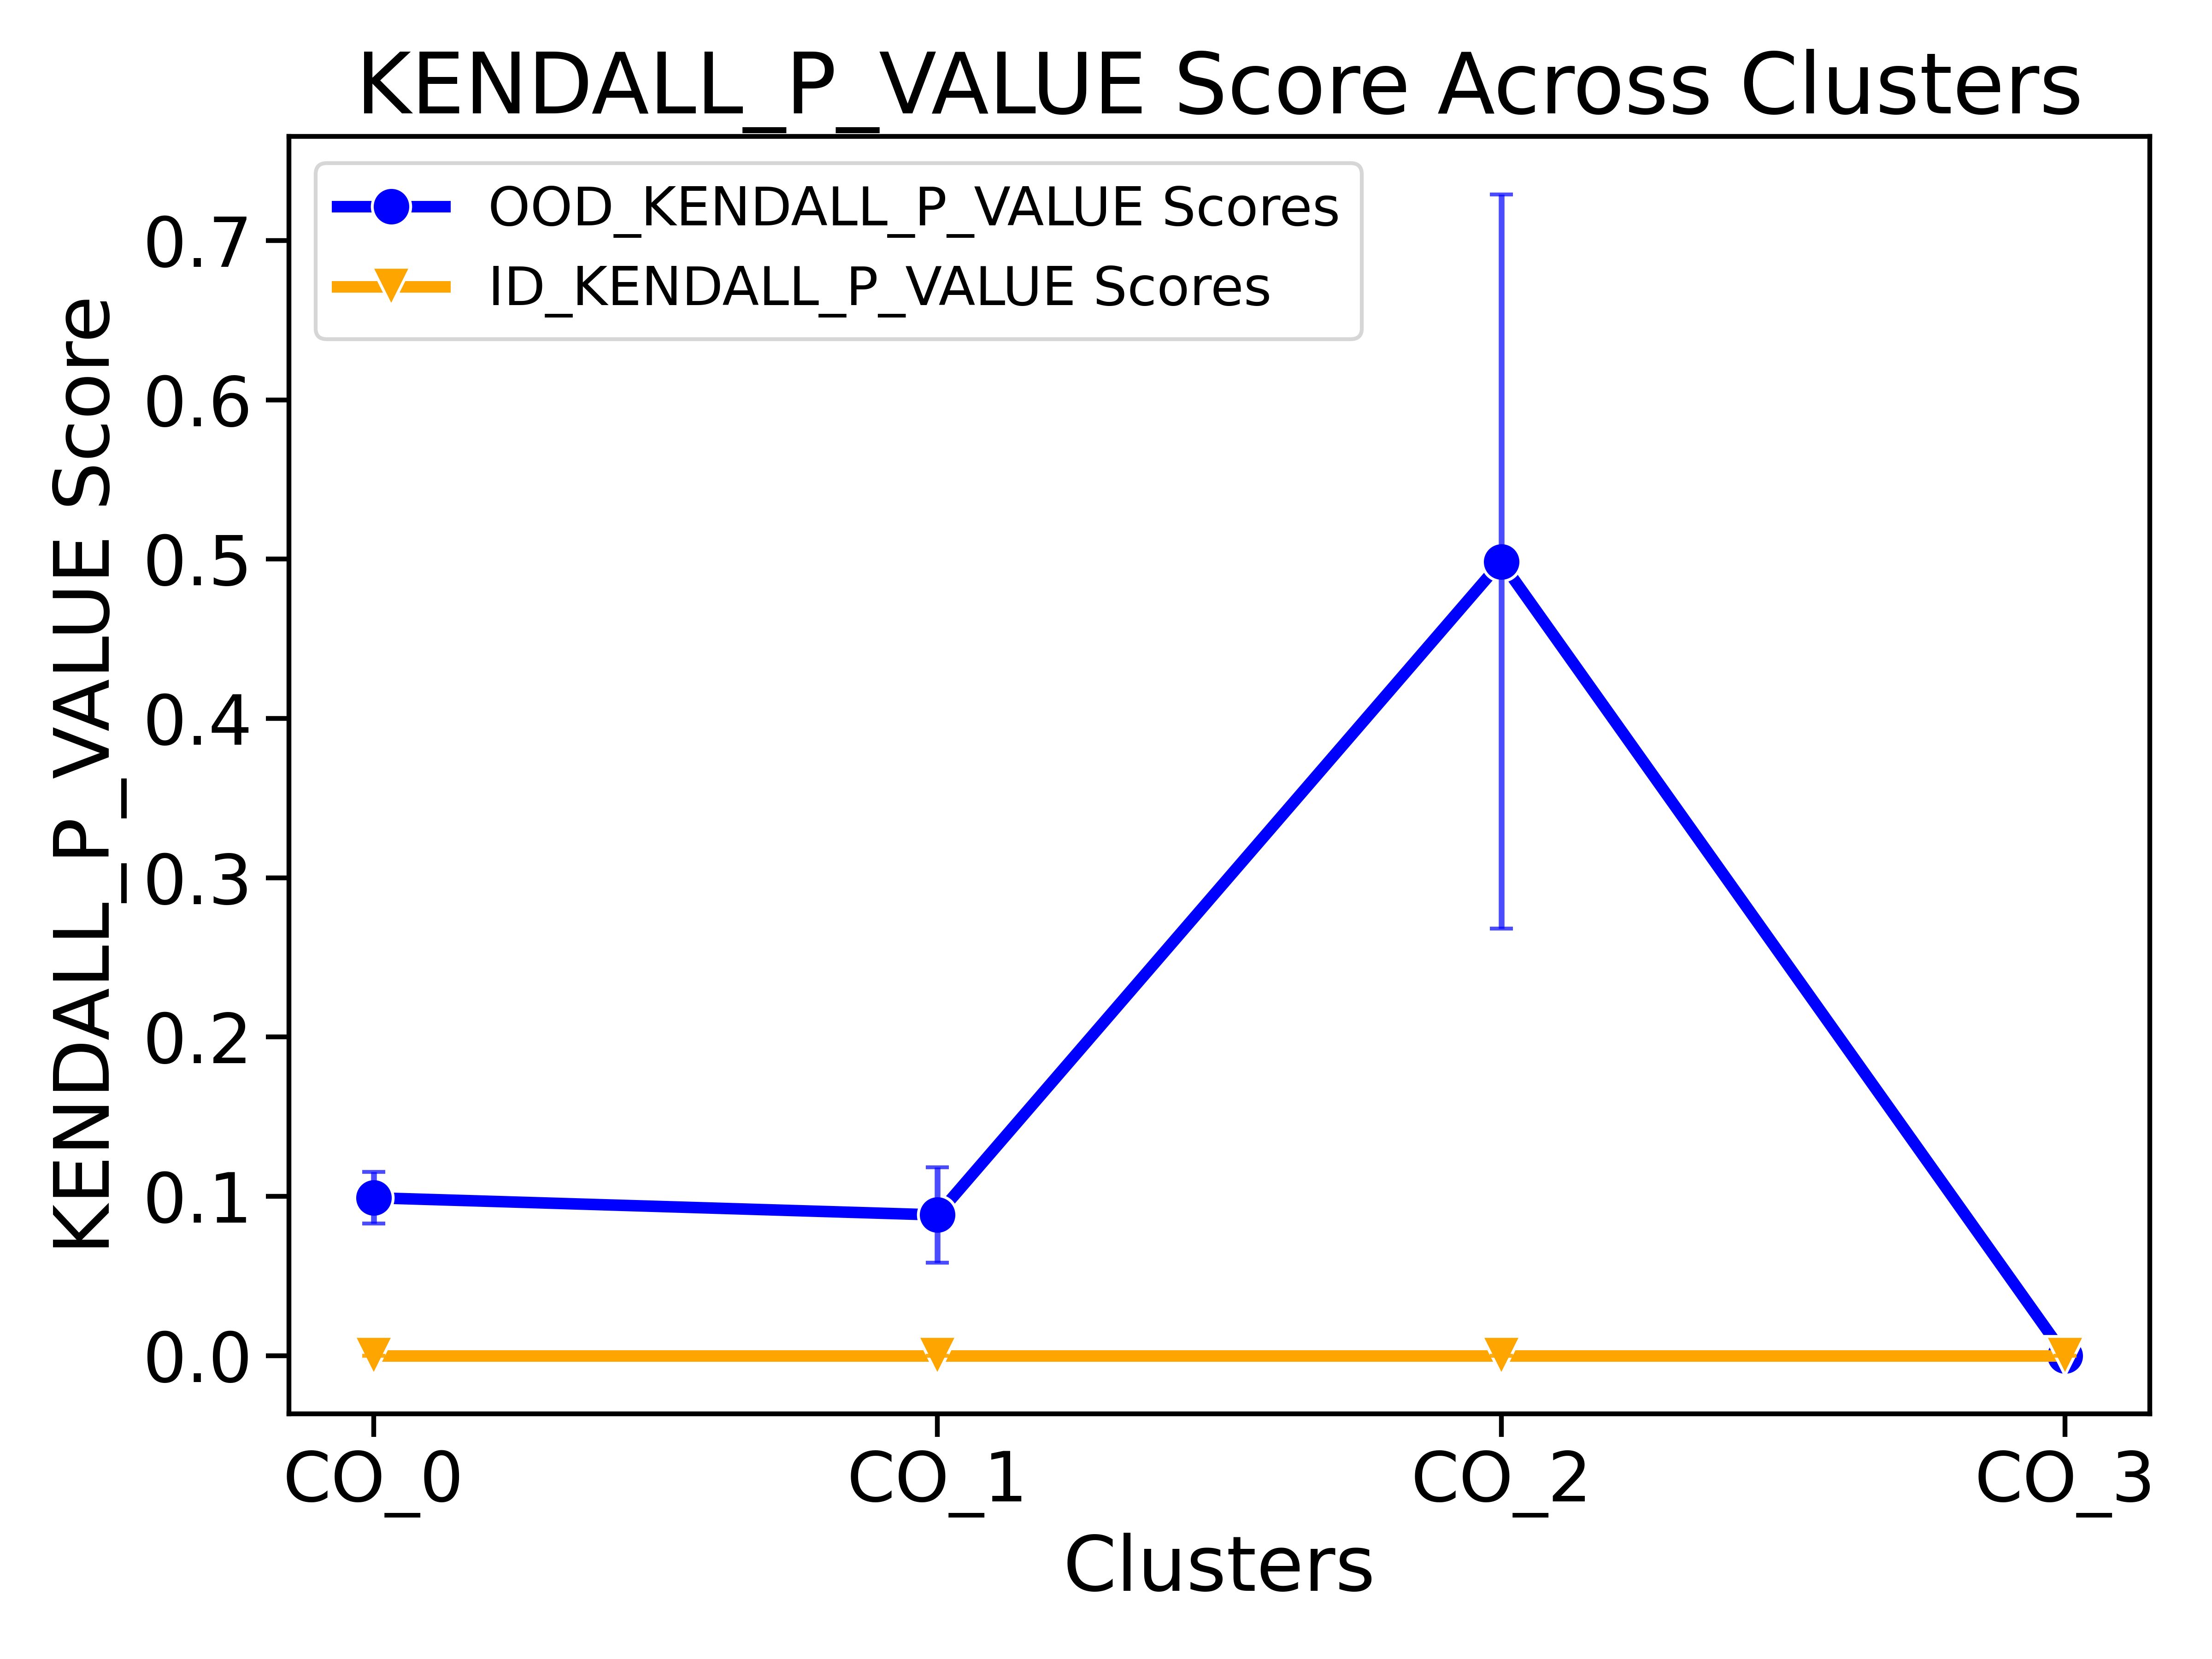 KENDALL_P_VALUE Score Across Clusters
OOD_KENDALL_P_VALUE Scores
ID_KENDALL_P_VALUE Scores
KENDALL_P_VALUE Score
0.7
0.6
0.5
0.4
0.3
0.2
0.1
0.0
CO_0 CO_1 CO_2 CO_3
Clusters